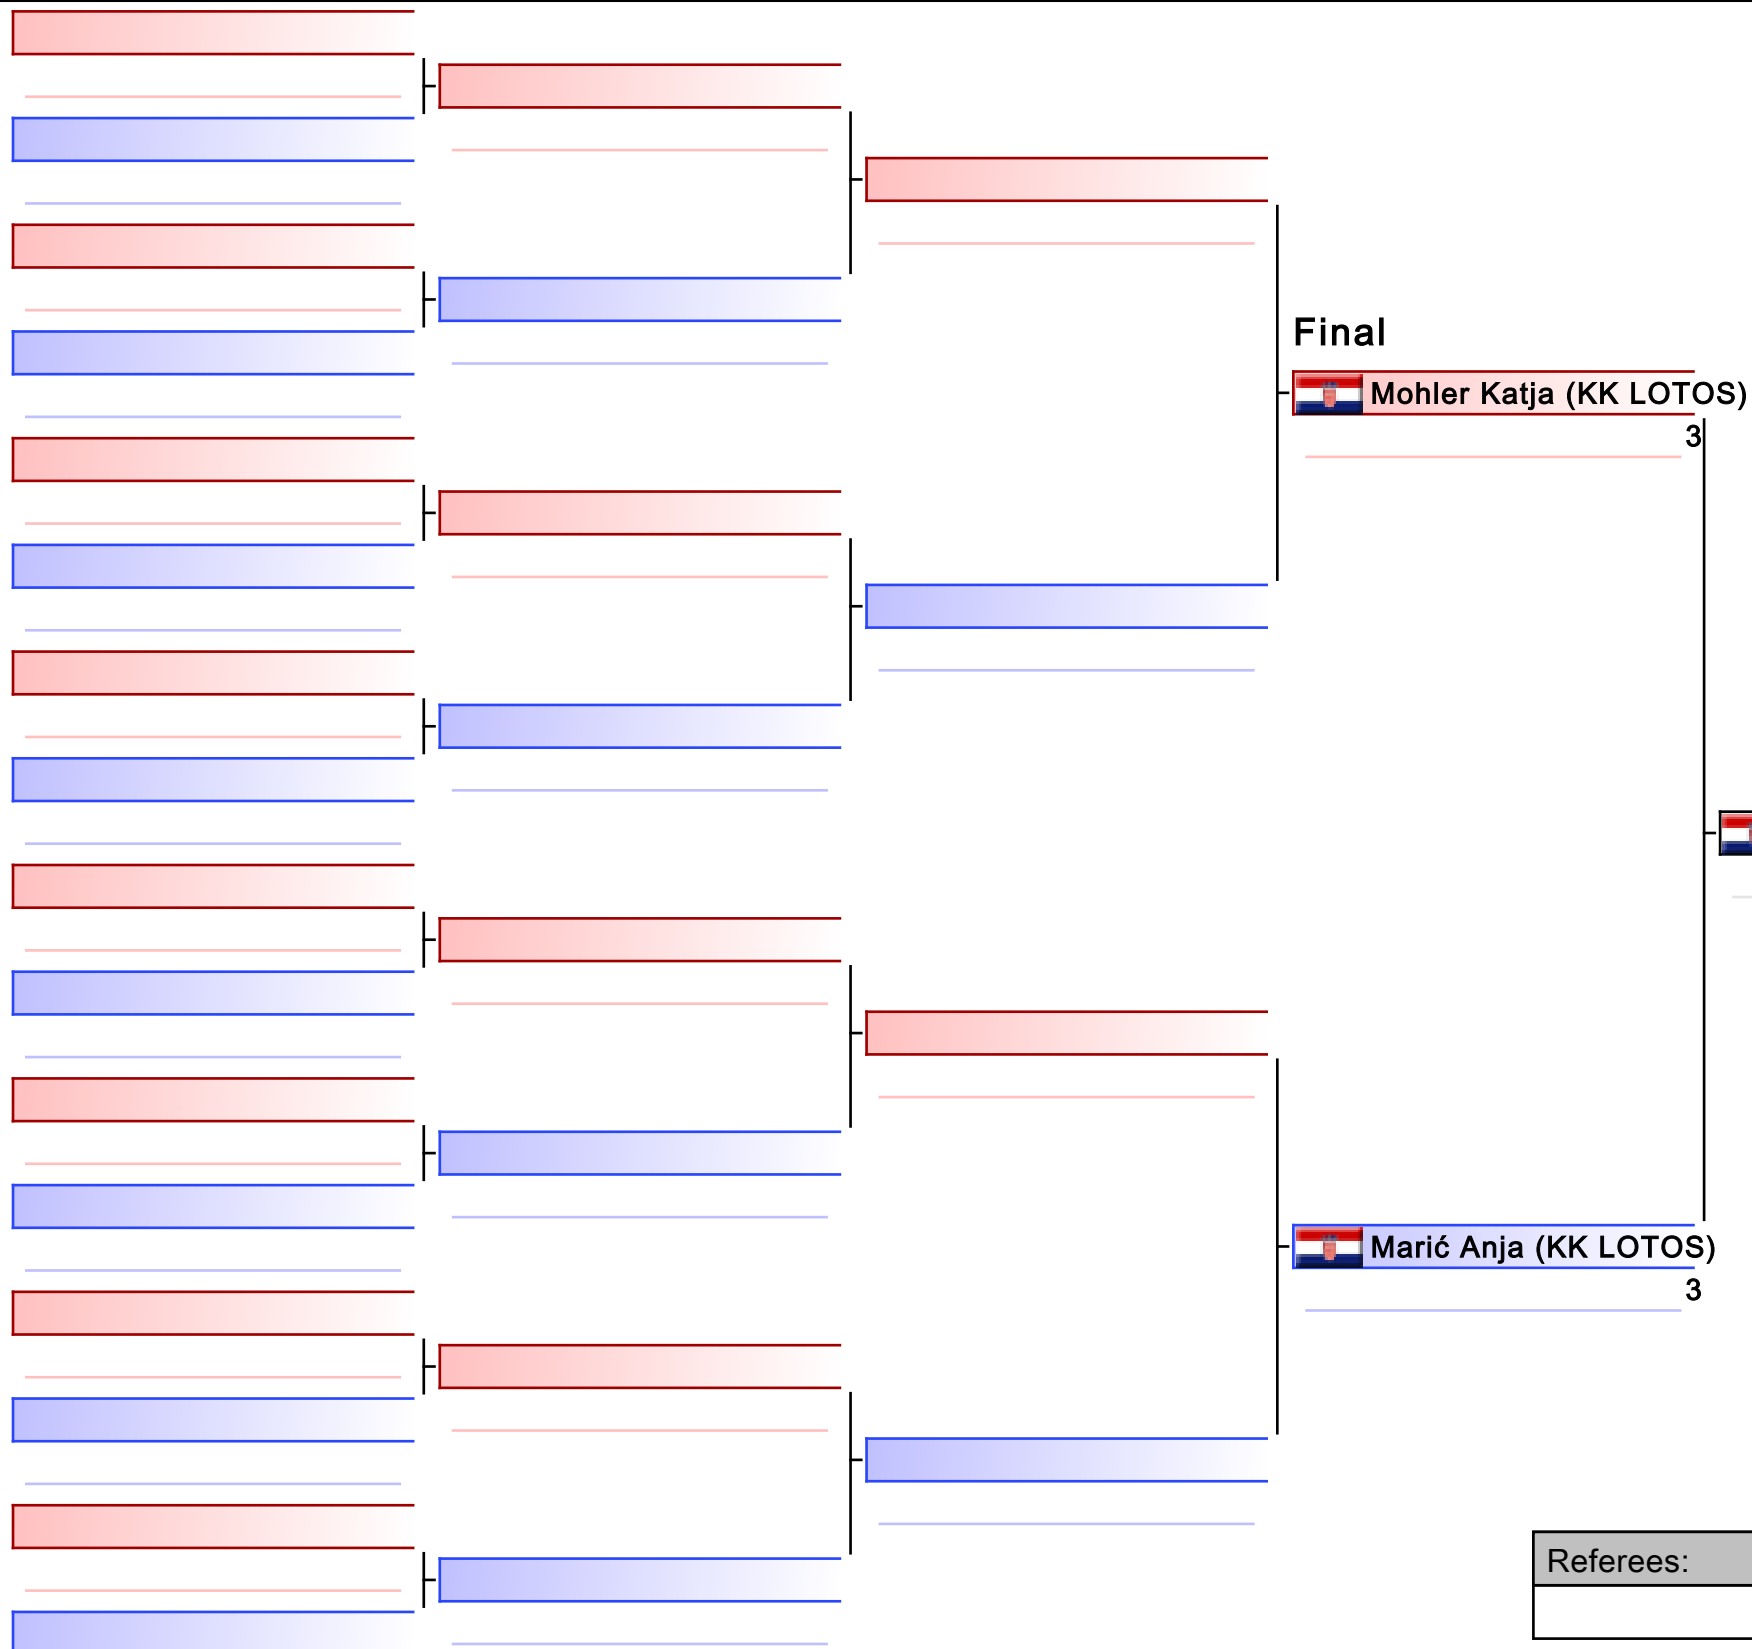 Final
Mohler Katja (KK LOTOS)
3
Marić Anja (KK LOTOS)
3
Referees: